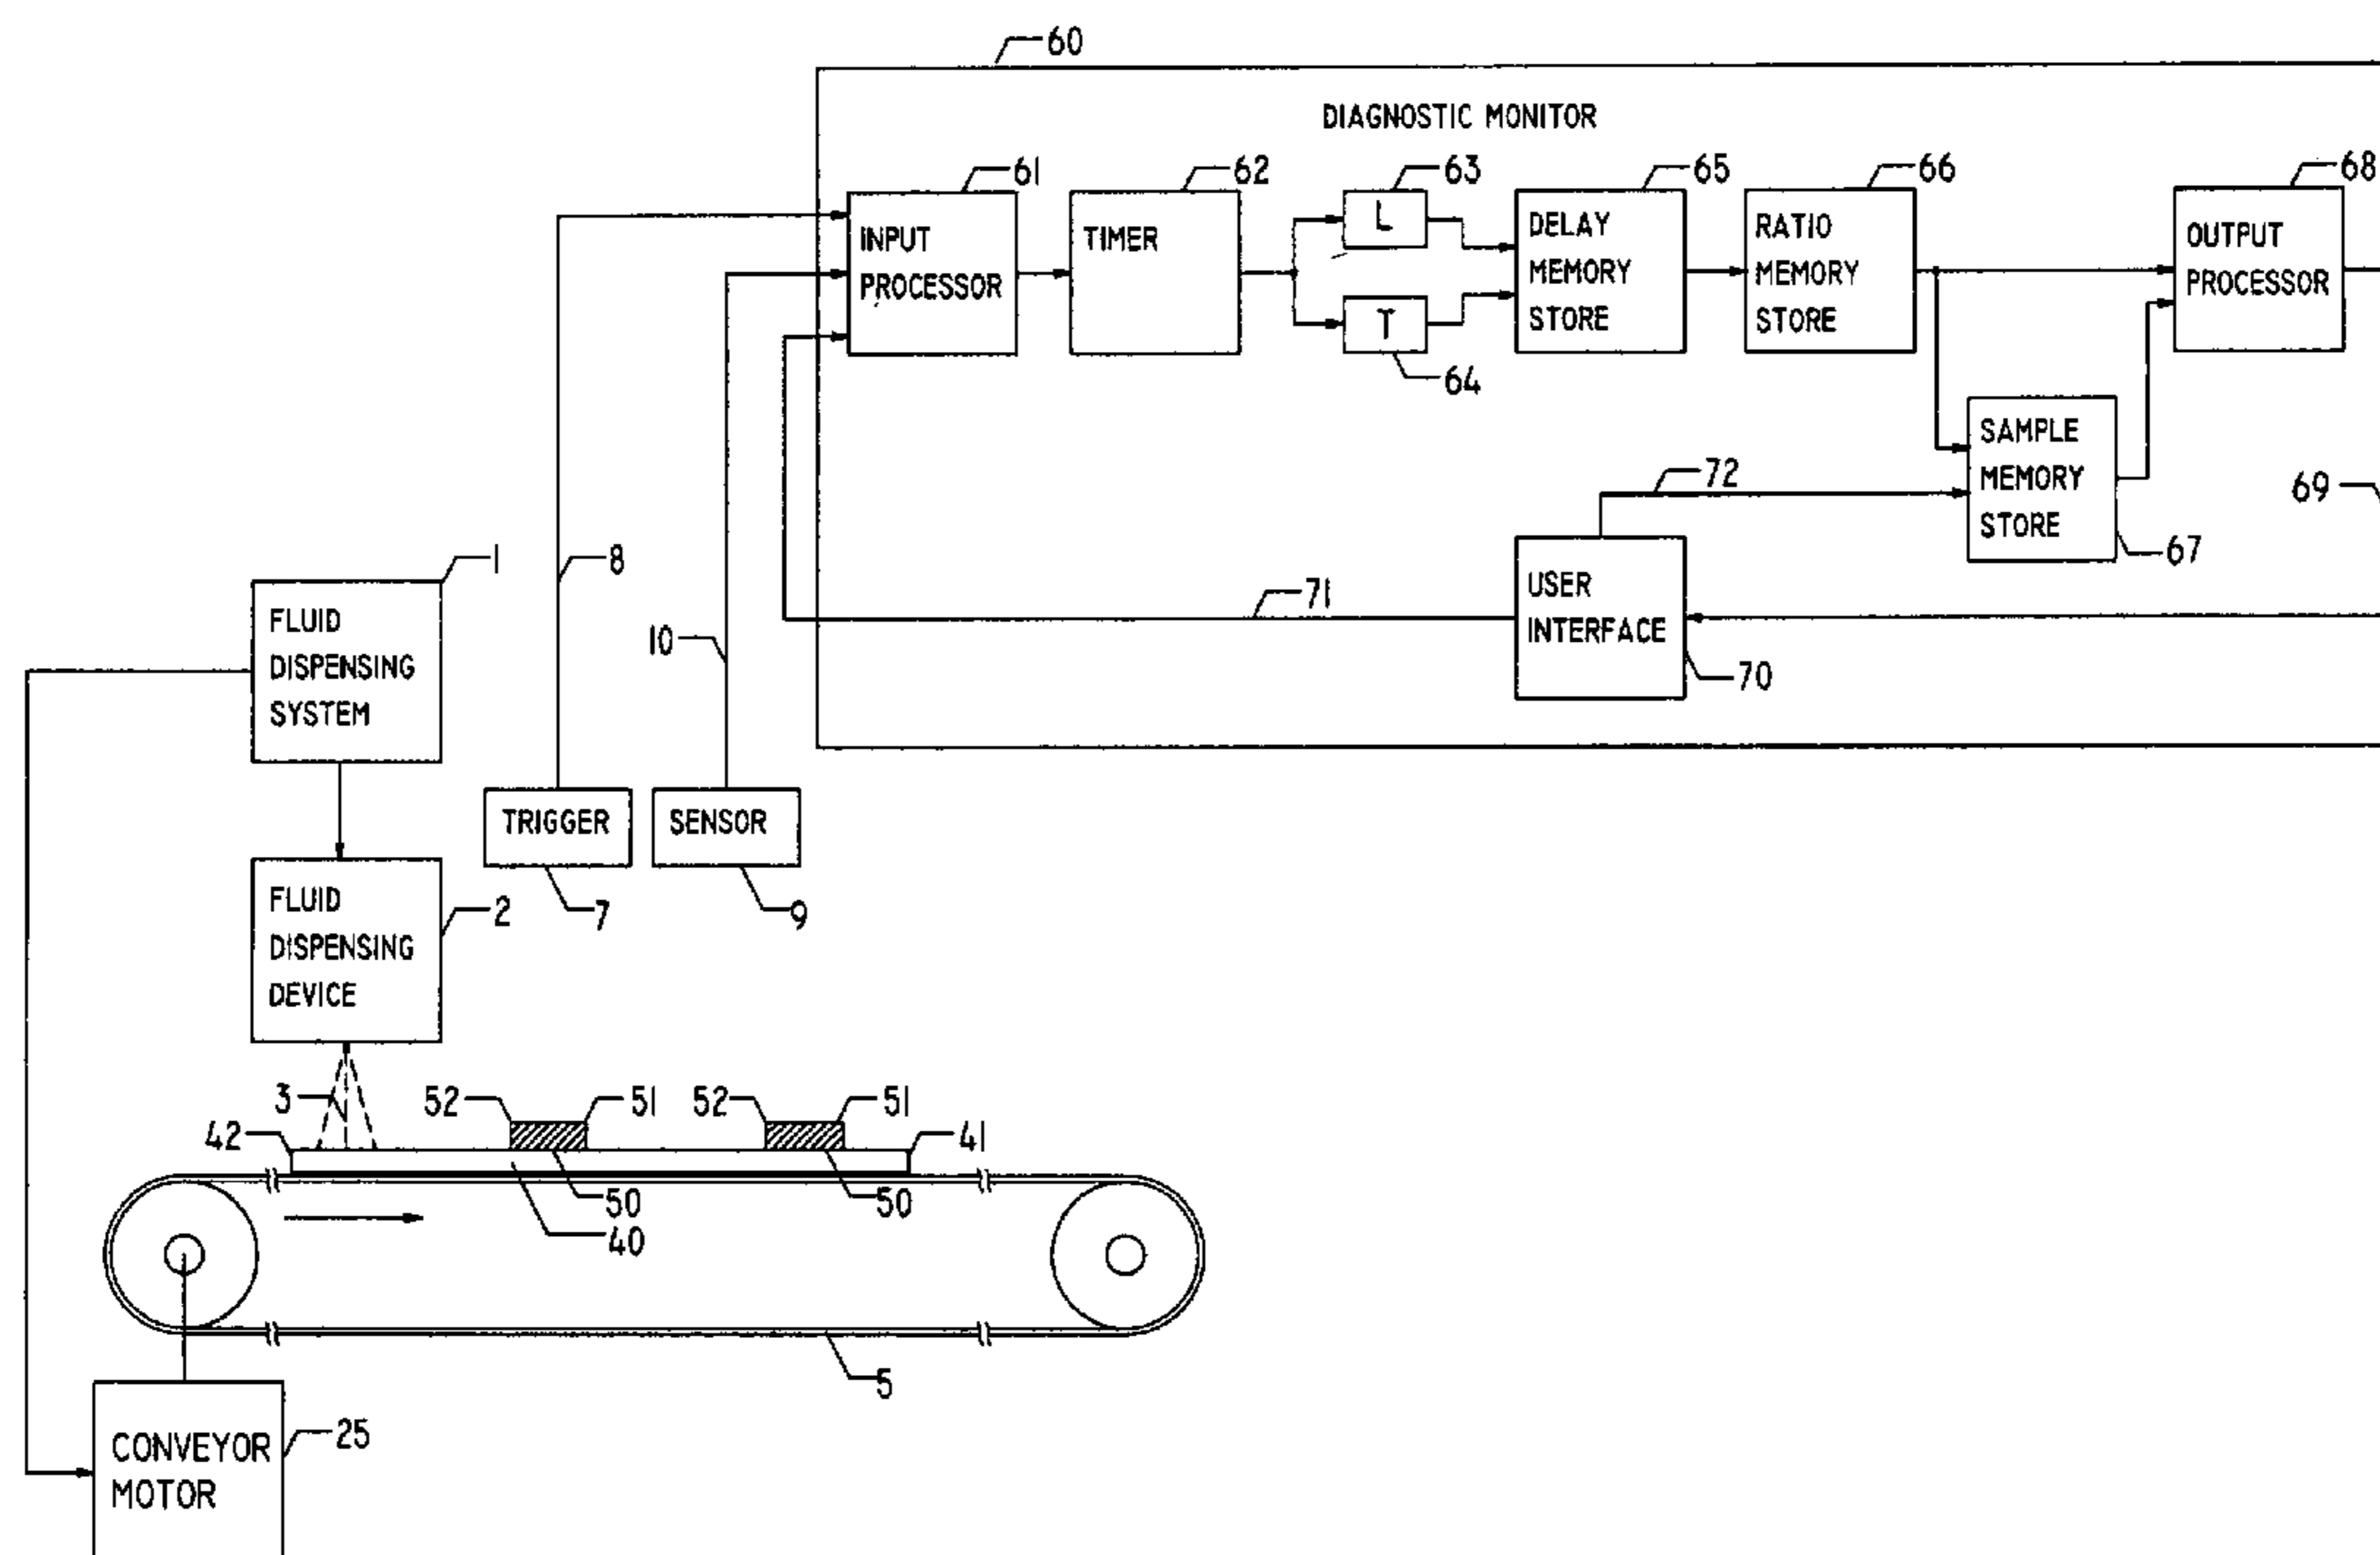 60
DIAGNOSTIC MONITOR
61
62
63
65
66
68
INPUT
PROCESSOR
TIMER
L
T
64
DELAY
MEMORY
STORE
RATIO
MEMORY
STORE
OUTPUT
PROCESSOR
SAMPLE
MEMORY
STORE
67
69
72
71
USER
INTERFACE
70
8
10
1
FLUID
DISPENSING
SYSTEM
TRIGGER
7
SENSOR
9
FLUID
DISPENSING
DEVICE
2
3
52
51
52
51
42
41
50
50
40
5
CONVEYOR
MOTOR
25